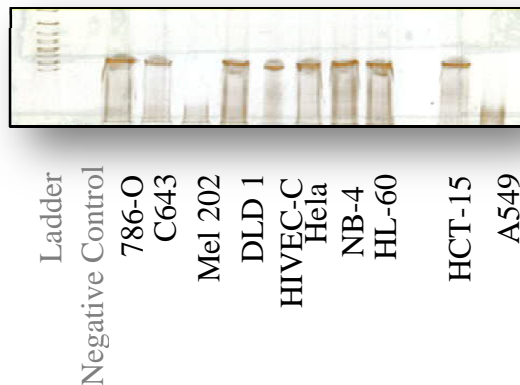 Ladder
Negative Control
786-O
C643
Mel 202
DLD 1
HIVEC-C
Hela
NB-4
HL-60
HCT-15
A549